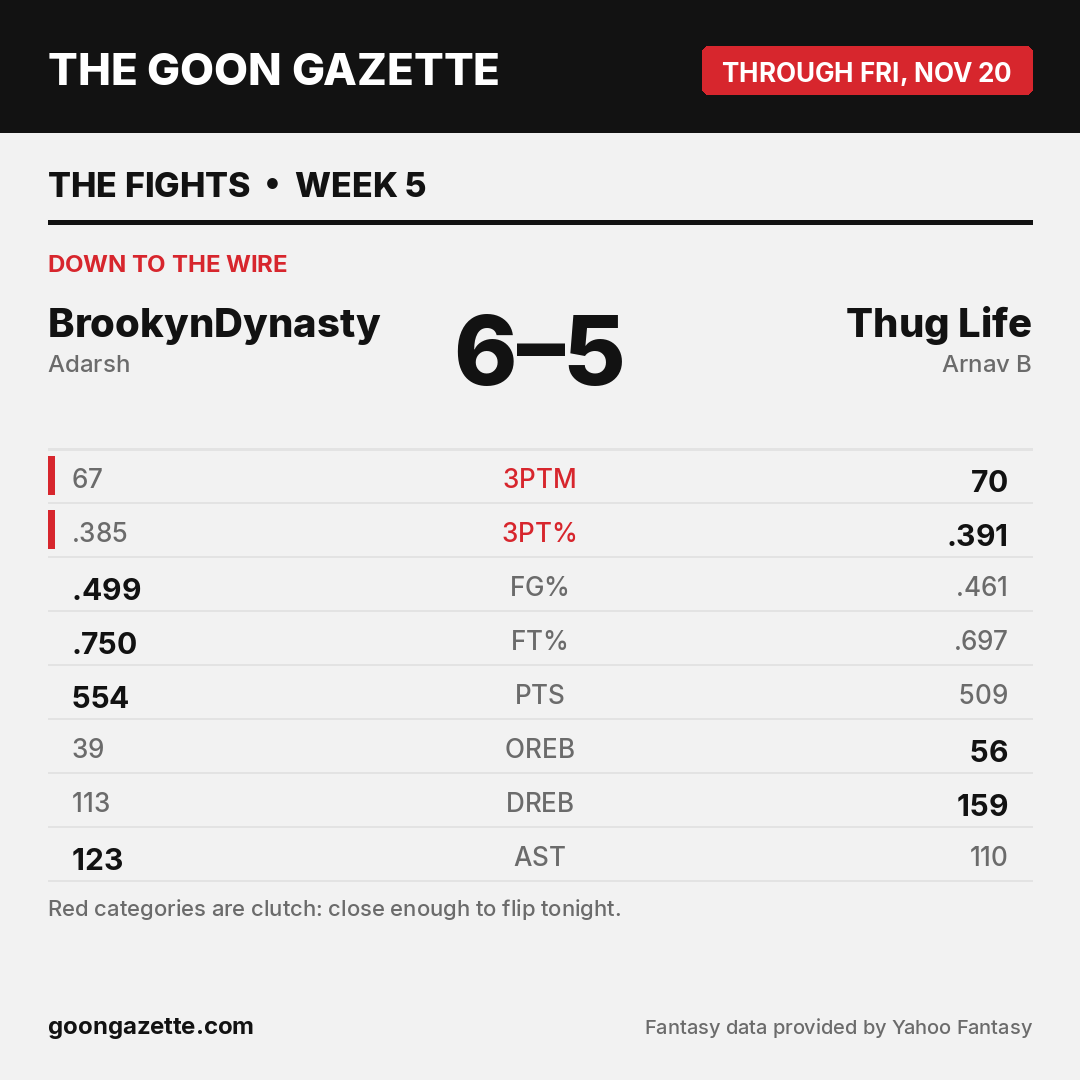 THE GOON GAZETTE
THROUGH FRI, NOV 20
THE FIGHTS • WEEK 5
DOWN TO THE WIRE
BrookynDynasty 6–5 Thug Life
Adarsh Arnav B
67 3PTM 70
.385 3PT% .391
.499 FG% .461
.750 FT% .697
554 PTS 509
39 OREB 56
113 DREB 159
123 AST 110
Red categories are clutch: close enough to flip tonight.
goongazette.com Fantasy data provided by Yahoo Fantasy